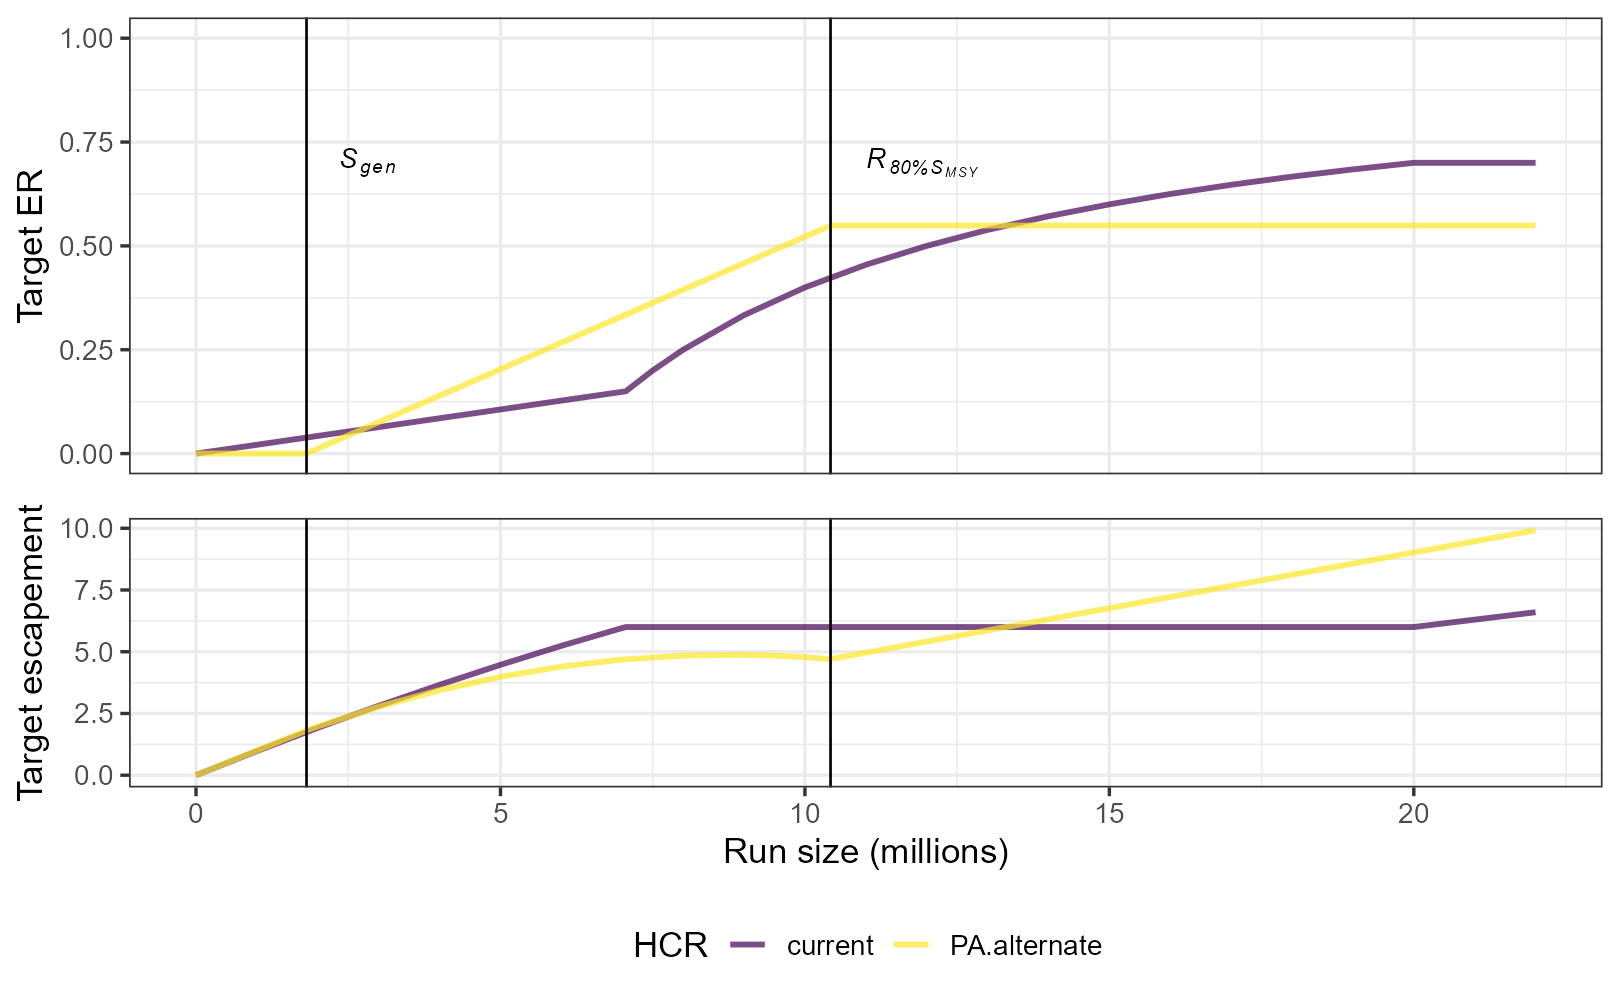 Target ER
1.00
0.75
0.50
0.25
0.00
S gen
R 80% S MSY
Target escapement
10.0
7.5
5.0
2.5
0.0
0 5 10 15 20
Run size (millions)
HCR current PA.alternate